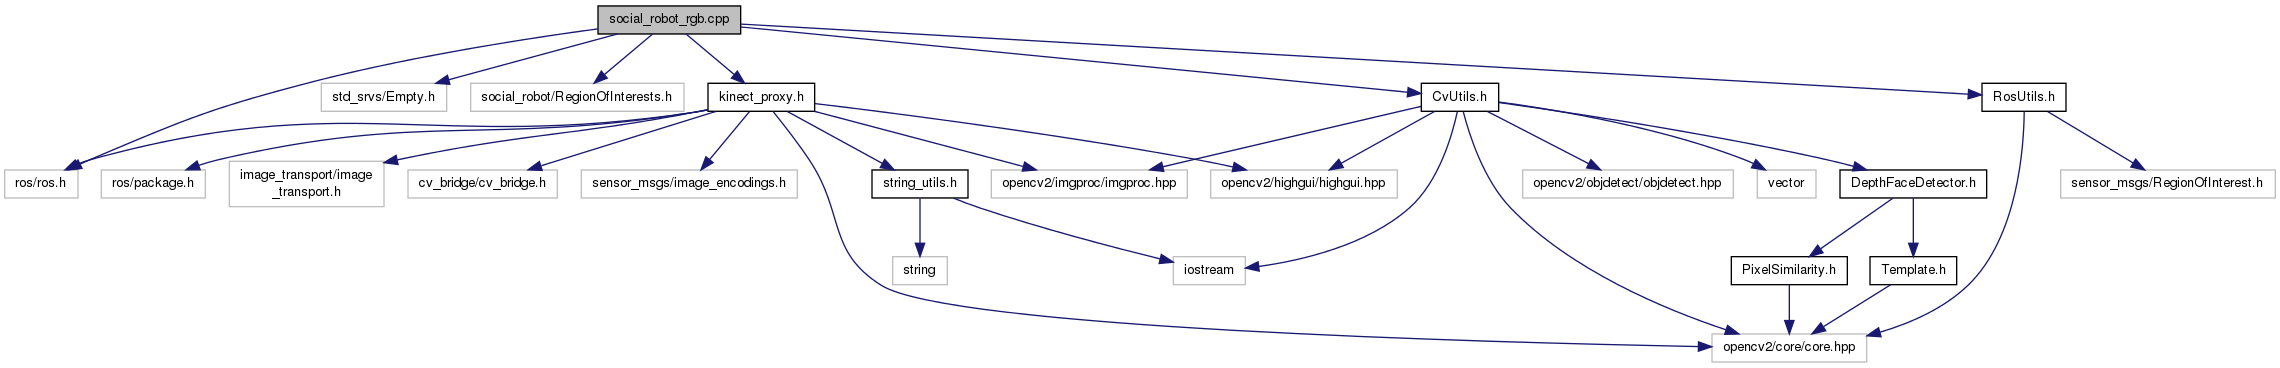 social_robot_rgb.cpp
std_srvs/Empty.h
social_robot/RegionOfInterests.h
kinect_proxy.h
CvUtils.h
RosUtils.h
ros/ros.h
ros/package.h
image_transport/image
_transport.h
cv_bridge/cv_bridge.h
sensor_msgs/image_encodings.h
string_utils.h
opencv2/imgproc/imgproc.hpp
opencv2/highgui/highgui.hpp
opencv2/objdetect/objdetect.hpp
vector
DepthFaceDetector.h
sensor_msgs/RegionOfInterest.h
string
iostream
PixelSimilarity.h
Template.h
opencv2/core/core.hpp